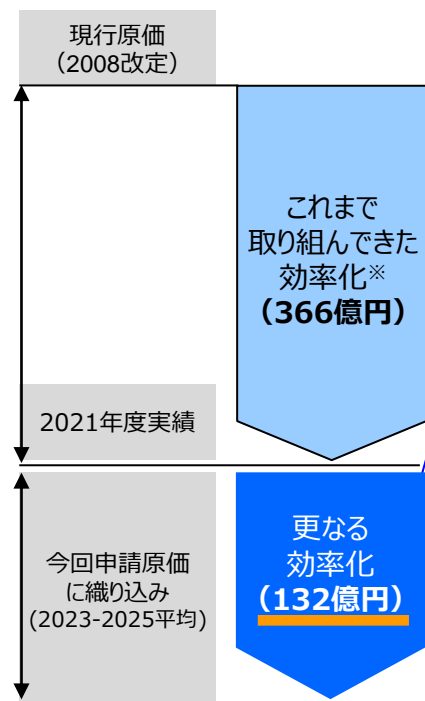 現行原価
（2008改定）
これまで
取り組んできた
効率化※
（366億円）
2021年度実績
更なる
効率化
（132億円）
今回申請原価
に織り込み
(2023-2025平均)